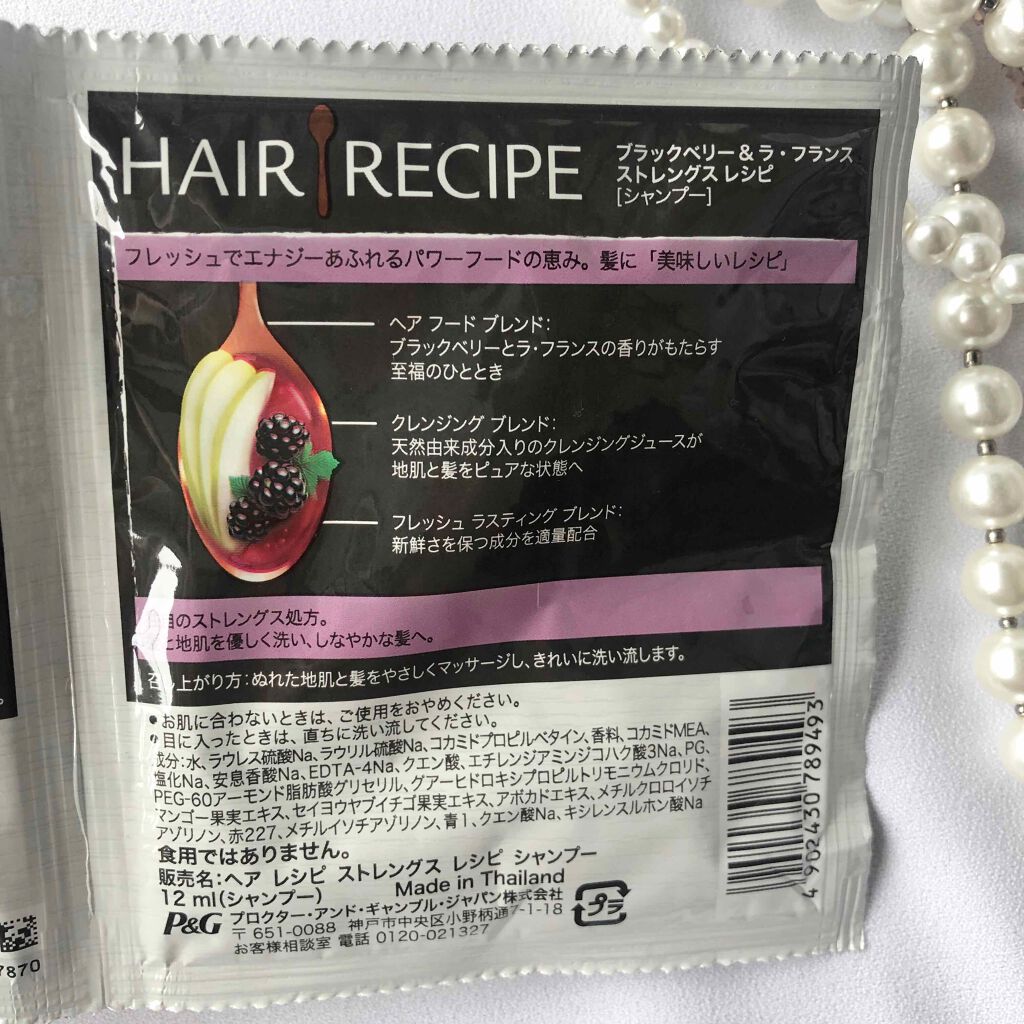 HAIR RECIPE
ブラックベリー&ラ・フランス
ストレングス レシピ
[シャンプー]
フレッシュでエナジーあふれるパワーフードの恵み。髪に「美味しいレシピ」
ヘア フード ブレンド:
ブラックベリーとラ・フランスの香りがもたらす
至福のひととき
クレンジング ブレンド:
天然由来成分入りのクレンジングジュースが
地肌と髪をピュアな状態へ
フレッシュ ラスティング ブレンド:
新鮮さを保つ成分を適量配合
自のストレングス処方。
と地肌を優しく洗い、しなやかな髪へ。
召し上がり方:ぬれた地肌と髪をやさしくマッサージし、きれいに洗い流します。
●お肌に合わないときは、ご使用をおやめください。
目に入ったときは、直ちに洗い流してください。
成分:水、ラウレス硫酸Na、ラウリル硫酸Na、コカミドプロピルベタイン、香料、コカミドMEA、
塩化Na、安息香酸Na、EDTA-4Na、クエン酸、エチレンジアミンジコハク酸3Na、PG、
PEG-60アーモンド脂肪酸グリセリル、グアーヒドロキシプロピルトリモニウムクロリド、
マンゴー果実エキス、セイヨウヤブイチゴ果実エキス、アボカドエキス、メチルクロロイソチ
アゾリノン、赤227、メチルイソチアゾリノン、青1、クエン酸Na、キシレンスルホン酸Na
食用ではありません。
販売名:ヘア レシピ ストレングス レシピ シャンプー
12 ml(シャンプー) Made in Thailand
P&G プロクター・アンド・ギャンブル・ジャパン株式会社
〒651-0088 神戸市中央区小野柄通7-1-18
お客様相談室 電話 0120-021327
プラ
4 902430 789493
7870